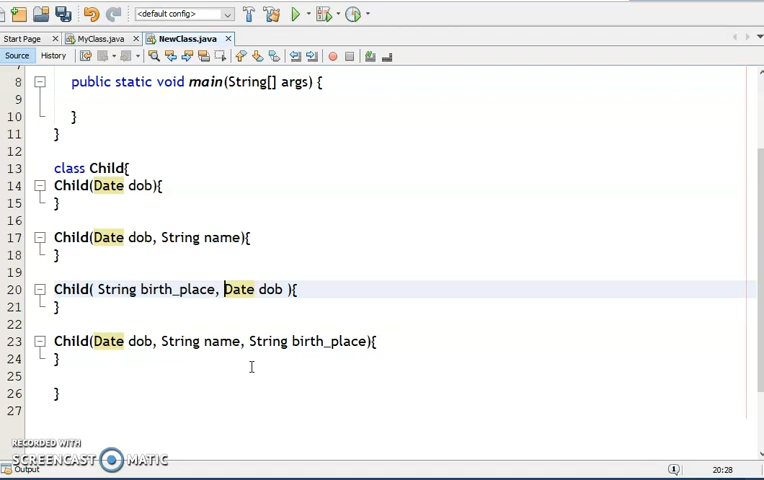 <default config>
Start Page
MyClass.java
NewClass.java
Source
History
8 public static void main(String[] args) {
9
10 }
11 }
12
13 class Child{
14 Child(Date dob){
15 }
16
17 Child(Date dob, String name){
18 }
19
20 Child( String birth_place, Date dob ){
21 }
22
23 Child(Date dob, String name, String birth_place){
24 }
25
26 }
27
RECORDED WITH
SCREENCAST MATIC
Output
1
20:28